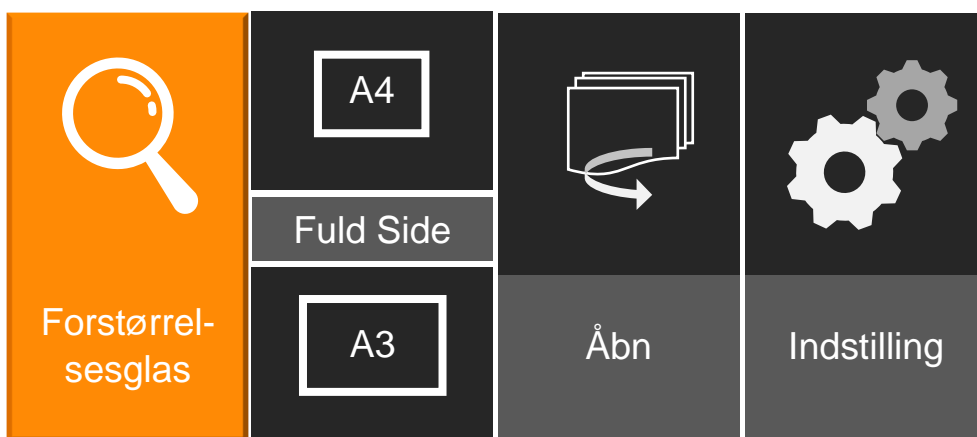 Forstørrel-
sesglas
A4
Fuld Side
A3
Åbn
Indstilling